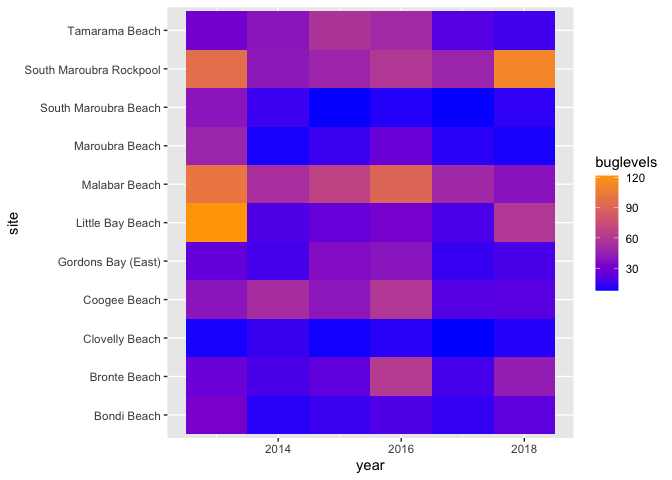 Tamarama Beach
South Maroubra Rockpool
South Maroubra Beach
Maroubra Beach
Malabar Beach
Little Bay Beach
Gordons Bay (East)
Coogee Beach
Clovelly Beach
Bronte Beach
Bondi Beach
site
2014 2016 2018
year
buglevels
120
90
60
30